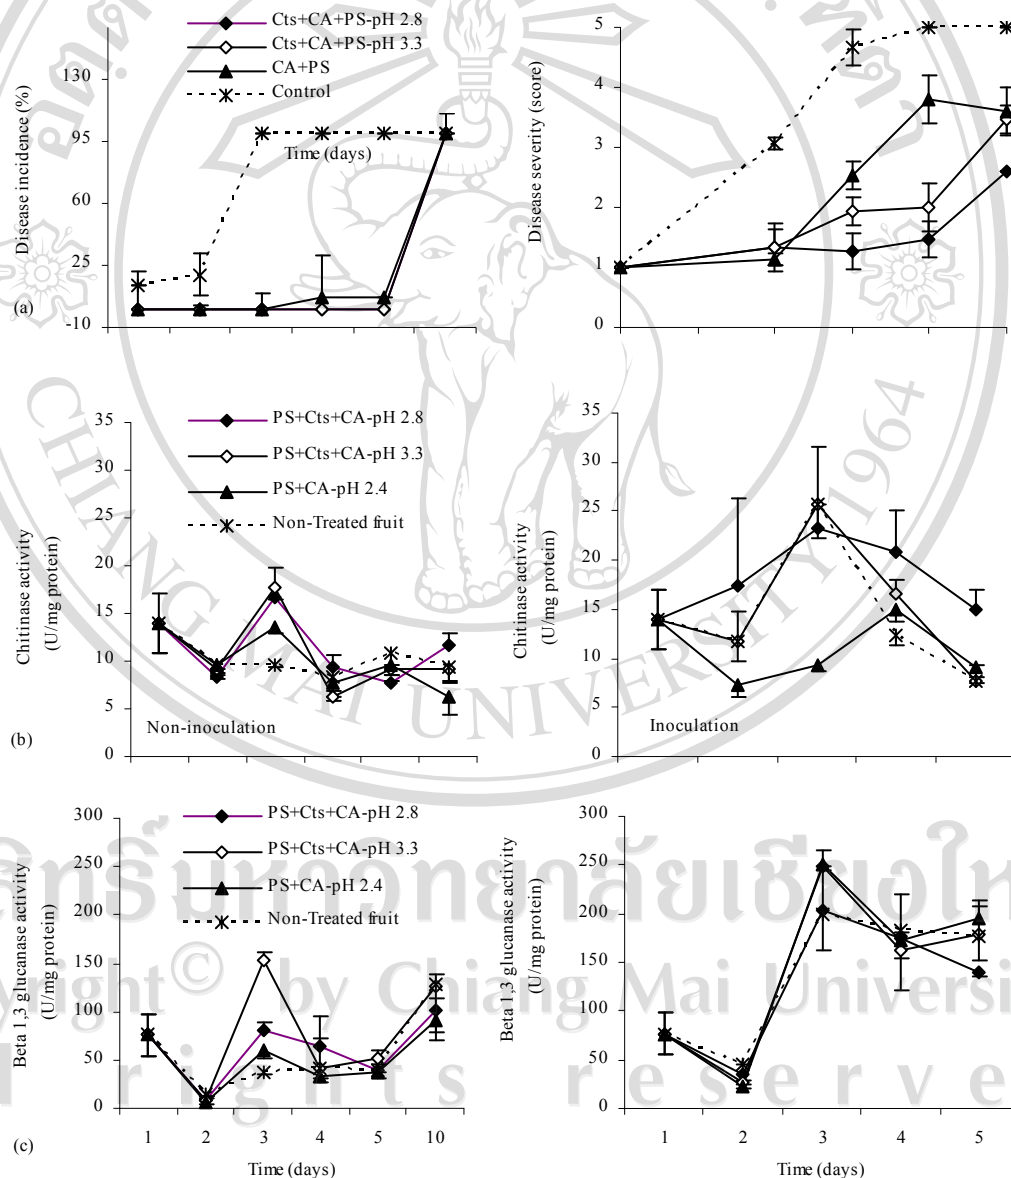 Cts+CA+PS-pH 2.8
Cts+CA+PS-pH 3.3
CA+PS
Control
Disease incidence (%)
130
95
60
25
-10
Time (days)
(a)
Disease severity (score)
5
4
3
2
1
0
PS+Cts+CA-pH 2.8
PS+Cts+CA-pH 3.3
PS+CA-pH 2.4
Non-Treated fruit
Chitinase activity
(U/mg protein)
35
30
25
20
15
10
5
0
Non-inoculation
(b)
Chitinase activity
(U/mg protein)
35
30
25
20
15
10
5
0
Inoculation
PS+Cts+CA-pH 2.8
PS+Cts+CA-pH 3.3
PS+CA-pH 2.4
Non-Treated fruit
Beta 1,3 glucanase activity
(U/mg protein)
300
250
200
150
100
50
0
1 2 3 4 5 10
Time (days)
(c)
Beta 1,3 glucanase activity
(U/mg protein)
300
250
200
150
100
50
0
1 2 3 4 5
Time (days)
CHIANG MAI UNIVERSITY 1964
© by Chiang Mai
rights